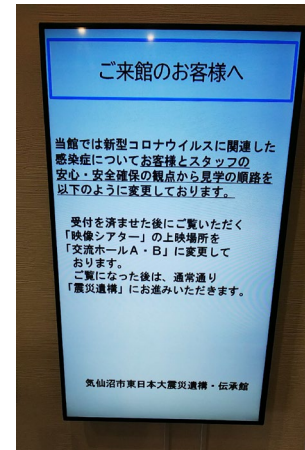 ご来館のお客様へ
当館では新型コロナウイルスに関連した
感染症についてお客様とスタッフの
安心・安全確保の観点から見学の順路を
以下のように変更しております。
受付を済ませた後にご覧いただく
「映像シアター」の上映場所を
「交流ホールA・B」に変更して
おります。
ご覧になった後は、通常通り
「震災遺構」にお進みいただきます。
気仙沼市東日本大震災遺構・伝承館